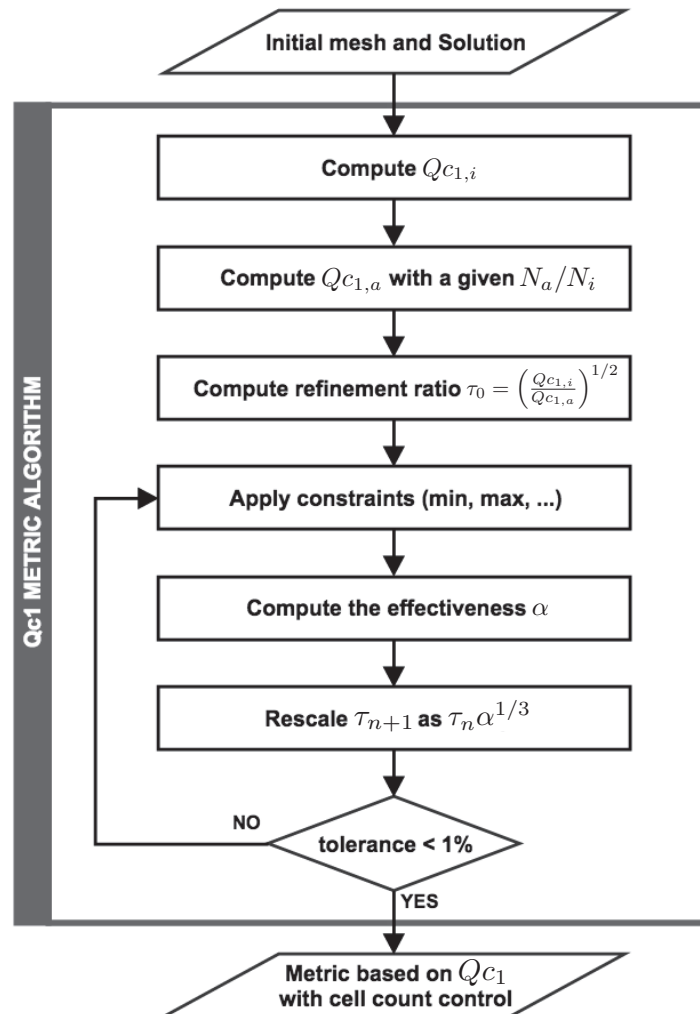 Initial mesh and Solution
Qc1 METRIC ALGORITHM
Compute $Qc_{1,i}$
Compute $Qc_{1,a}$ with a given $N_a/N_i$
Compute refinement ratio $\tau_0 = \left(\frac{Qc_{1,i}}{Qc_{1,a}}\right)^{1/2}$
Apply constraints (min, max, ...)
Compute the effectiveness $\alpha$
Rescale $\tau_{n+1}$ as $\tau_n \alpha^{1/3}$
NO
tolerance < 1%
YES
Metric based on $Qc_1$
with cell count control